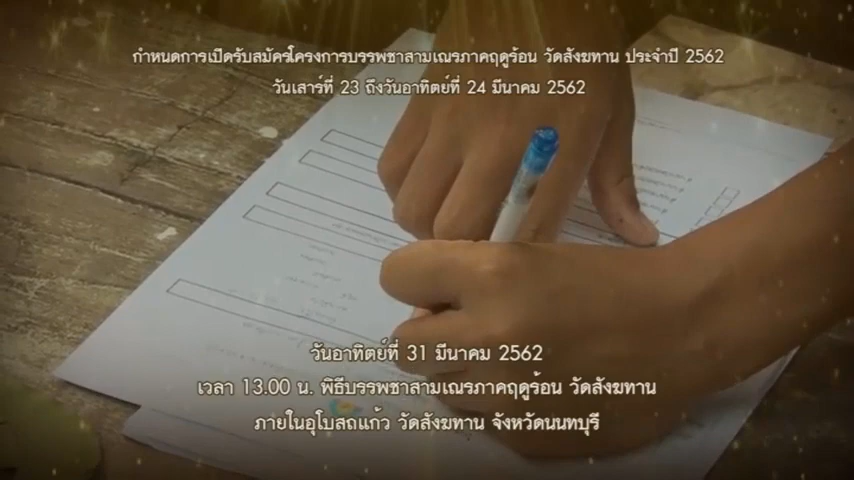 กำหนดการเปิดรับสมัครโครงการบรรพชาสามเณรภาคฤดูร้อน วัดสังฆทาน ประจำปี 2562
วันเสาร์ที่ 23 ถึงวันอาทิตย์ที่ 24 มีนาคม 2562
วันอาทิตย์ที่ 31 มีนาคม 2562
เวลา 13.00 น. พิธีบรรพชาสามเณรภาคฤดูร้อน วัดสังฆทาน
ภายในอุโบสถแก้ว วัดสังฆทาน จังหวัดนนทบุรี